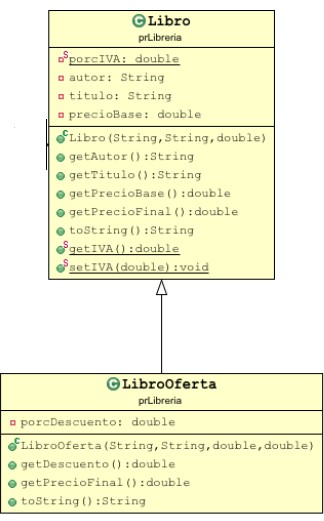 C Libro
prLibreria
S porcIVA: double
autor: String
titulo: String
precioBase: double
C Libro(String,String,double)
getAutor():String
getTitulo():String
getPrecioBase():double
getPrecioFinal():double
toString():String
S getIVA():double
S setIVA(double):void
C LibroOferta
prLibreria
porcDescuento: double
C LibroOferta(String,String,double,double)
getDescuento():double
getPrecioFinal():double
toString():String